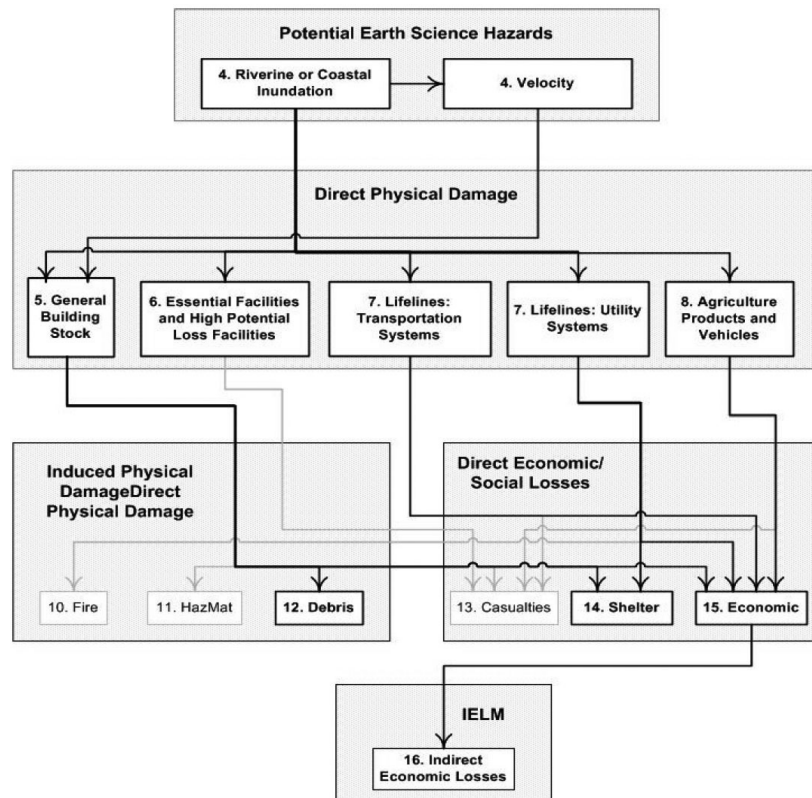 Potential Earth Science Hazards
4. Riverine or Coastal
Inundation
4. Velocity
Direct Physical Damage
5. General
Building
Stock
6. Essential Facilities
and High Potential
Loss Facilities
7. Lifelines:
Transportation
Systems
7. Lifelines: Utility
Systems
8. Agriculture
Products and
Vehicles
Induced Physical
DamageDirect
Physical Damage
10. Fire
11. HazMat
12. Debris
Direct Economic/
Social Losses
13. Casualties
14. Shelter
15. Economic
IELM
16. Indirect
Economic Losses